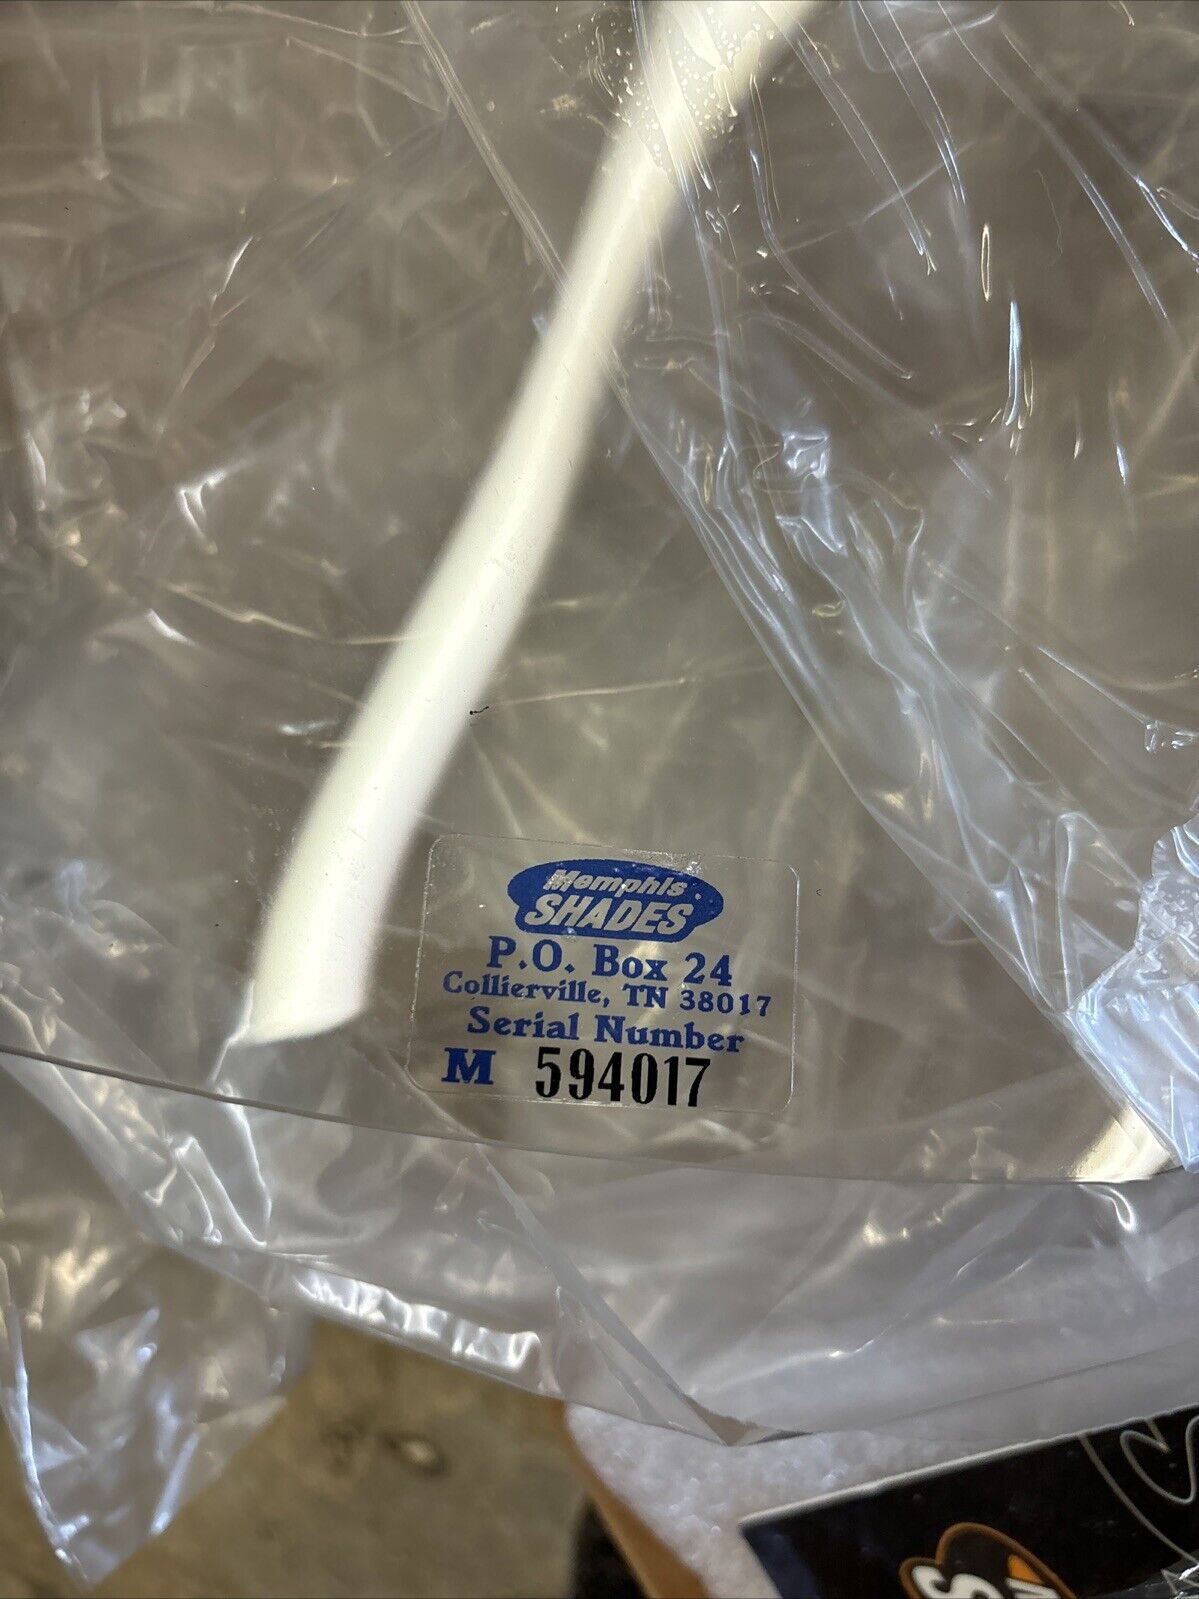 Memphis
SHADES
P.O. Box 24
Collierville, TN 38017
Serial Number
M 594017